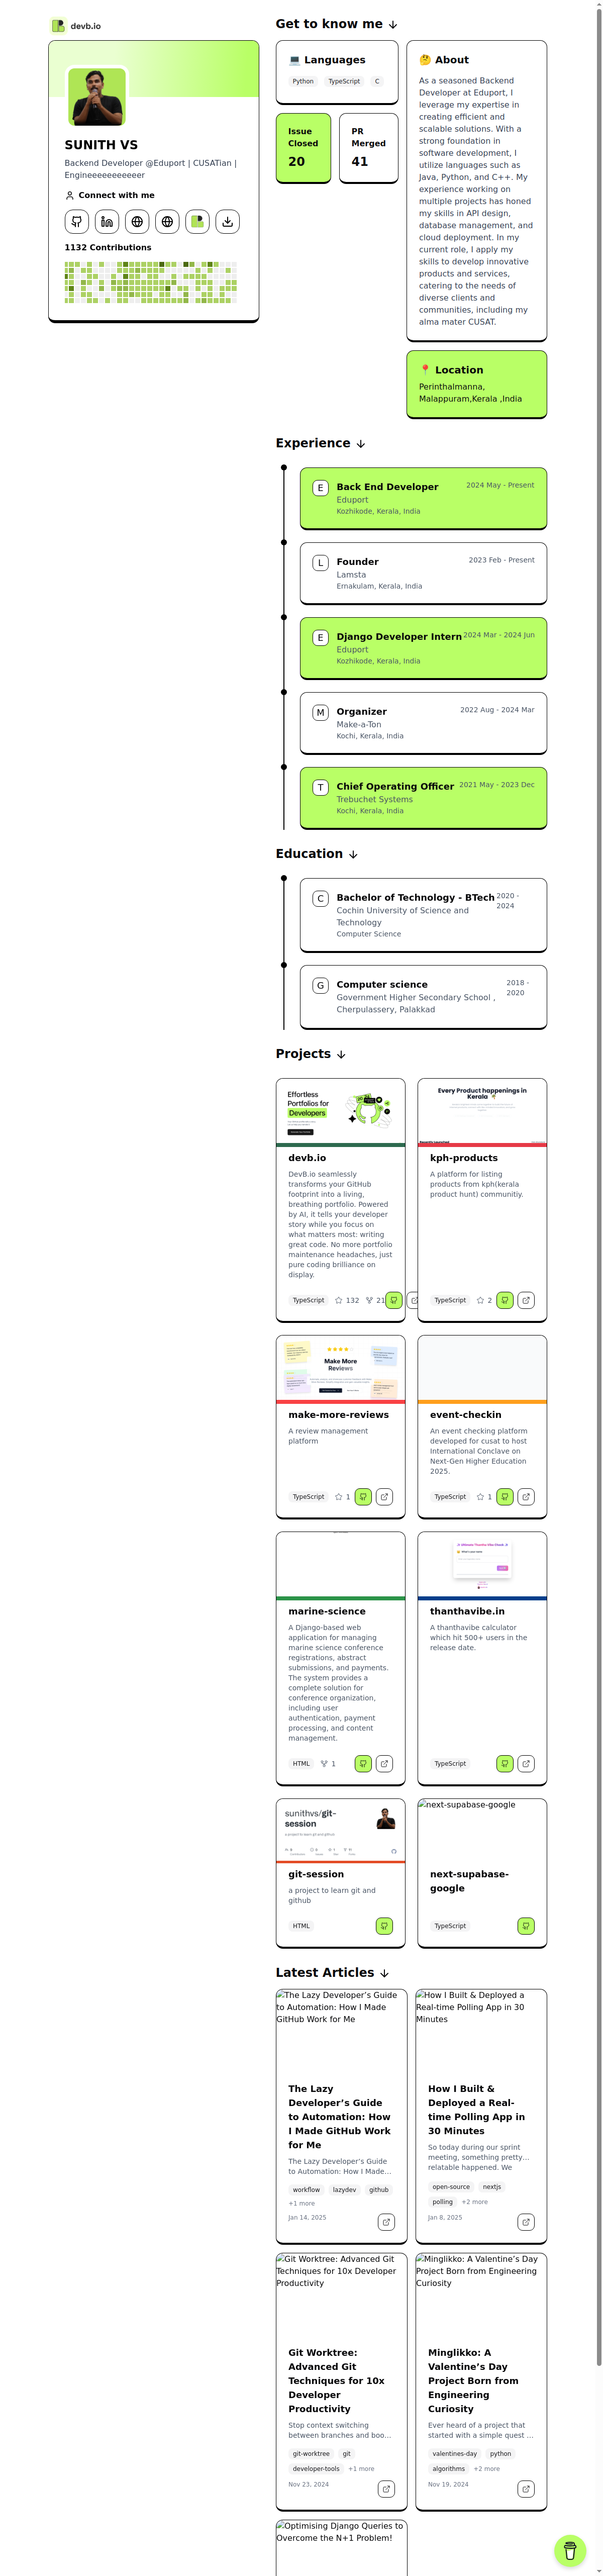 devb.io
SUNITH VS
Backend Developer @Eduport | CUSATian |
Engineeeeeeeeeeer
Connect with me
1132 Contributions
Get to know me
💻 Languages
Python TypeScript C
Issue
Closed
20
PR
Merged
41
🤔 About
As a seasoned Backend
Developer at Eduport, I
leverage my expertise in
creating efficient and
scalable solutions. With a
strong foundation in
software development, I
utilize languages such as
Java, Python, and C++. My
experience working on
multiple projects has honed
my skills in API design,
database management, and
cloud deployment. In my
current role, I apply my
skills to develop innovative
products and services,
catering to the needs of
diverse clients and
communities, including my
alma mater CUSAT.
📍 Location
Perinthalmanna,
Malappuram,Kerala ,India
Experience
E
Back End Developer
2024 May - Present
Eduport
Kozhikode, Kerala, India
L
Founder
2023 Feb - Present
Lamsta
Ernakulam, Kerala, India
E
Django Developer Intern
2024 Mar - 2024 Jun
Eduport
Kozhikode, Kerala, India
M
Organizer
2022 Aug - 2024 Mar
Make-a-Ton
Kochi, Kerala, India
T
Chief Operating Officer
2021 May - 2023 Dec
Trebuchet Systems
Kochi, Kerala, India
Education
C
Bachelor of Technology - BTech
2020 -
2024
Cochin University of Science and
Technology
Computer Science
G
Computer science
2018 -
2020
Government Higher Secondary School ,
Cherpulassery, Palakkad
Projects
Effortless
Portfolios for
Developers
devb.io
DevB.io seamlessly
transforms your GitHub
footprint into a living,
breathing portfolio. Powered
by AI, it tells your developer
story while you focus on
what matters most: writing
great code. No more portfolio
maintenance headaches, just
pure coding brilliance on
display.
TypeScript 132 21
Every Product happenings in
Kerala 🌴
kph-products
A platform for listing
products from kph(kerala
product hunt) communitiy.
TypeScript 2
Make More
Reviews
make-more-reviews
A review management
platform
TypeScript 1
event-checkin
An event checking platform
developed for cusat to host
International Conclave on
Next-Gen Higher Education
2025.
TypeScript 1
marine-science
A Django-based web
application for managing
marine science conference
registrations, abstract
submissions, and payments.
The system provides a
complete solution for
conference organization,
including user
authentication, payment
processing, and content
management.
HTML 1
thanthavibe.in
A thanthavibe calculator
which hit 500+ users in the
release date.
TypeScript
sunithvs/git-
session
a project to learn git and github
git-session
a project to learn git and
github
HTML
next-supabase-google
next-supabase-
google
TypeScript
Latest Articles
The Lazy Developer’s Guide
to Automation: How I Made
GitHub Work for Me
The Lazy
Developer’s Guide
to Automation: How
I Made GitHub Work
for Me
The Lazy Developer’s Guide
to Automation: How I Made…
workflow lazydev github
+1 more
Jan 14, 2025
How I Built & Deployed a
Real-time Polling App in 30
Minutes
How I Built &
Deployed a Real-
time Polling App in
30 Minutes
So today during our sprint
meeting, something pretty…
relatable happened. We
open-source nextjs
polling +2 more
Jan 8, 2025
Git Worktree: Advanced Git
Techniques for 10x Developer
Productivity
Git Worktree:
Advanced Git
Techniques for 10x
Developer
Productivity
Stop context switching
between branches and boo…
git-worktree git
developer-tools +1 more
Nov 23, 2024
Minglikko: A Valentine’s Day
Project Born from Engineering
Curiosity
Minglikko: A
Valentine’s Day
Project Born from
Engineering
Curiosity
Ever heard of a project that
started with a simple quest …
valentines-day python
algorithms +2 more
Nov 19, 2024
Optimising Django Queries to
Overcome the N+1 Problem!